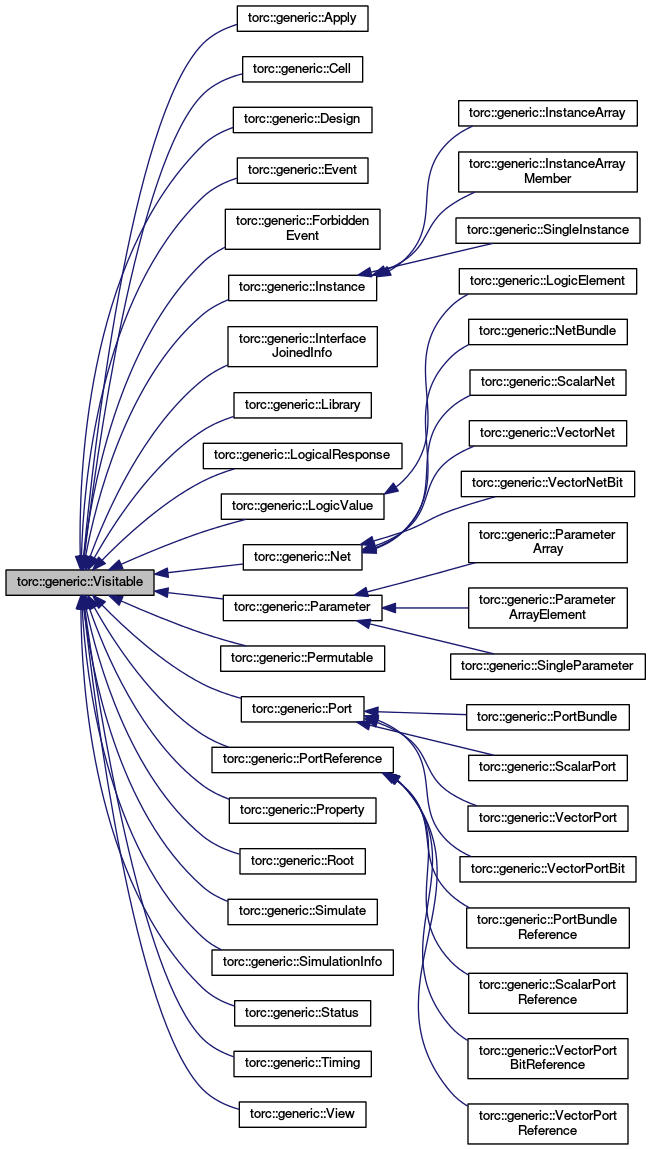 torc::generic::Visitable
torc::generic::Apply
torc::generic::Cell
torc::generic::Design
torc::generic::Event
torc::generic::Forbidden
Event
torc::generic::Instance
torc::generic::Interface
JoinedInfo
torc::generic::Library
torc::generic::LogicalResponse
torc::generic::LogicValue
torc::generic::Net
torc::generic::Parameter
torc::generic::Permutable
torc::generic::Port
torc::generic::PortReference
torc::generic::Property
torc::generic::Root
torc::generic::Simulate
torc::generic::SimulationInfo
torc::generic::Status
torc::generic::Timing
torc::generic::View
torc::generic::InstanceArray
torc::generic::InstanceArray
Member
torc::generic::SingleInstance
torc::generic::LogicElement
torc::generic::NetBundle
torc::generic::ScalarNet
torc::generic::VectorNet
torc::generic::VectorNetBit
torc::generic::Parameter
Array
torc::generic::Parameter
ArrayElement
torc::generic::SingleParameter
torc::generic::PortBundle
torc::generic::ScalarPort
torc::generic::VectorPort
torc::generic::VectorPortBit
torc::generic::PortBundle
Reference
torc::generic::ScalarPort
Reference
torc::generic::VectorPort
BitReference
torc::generic::VectorPort
Reference